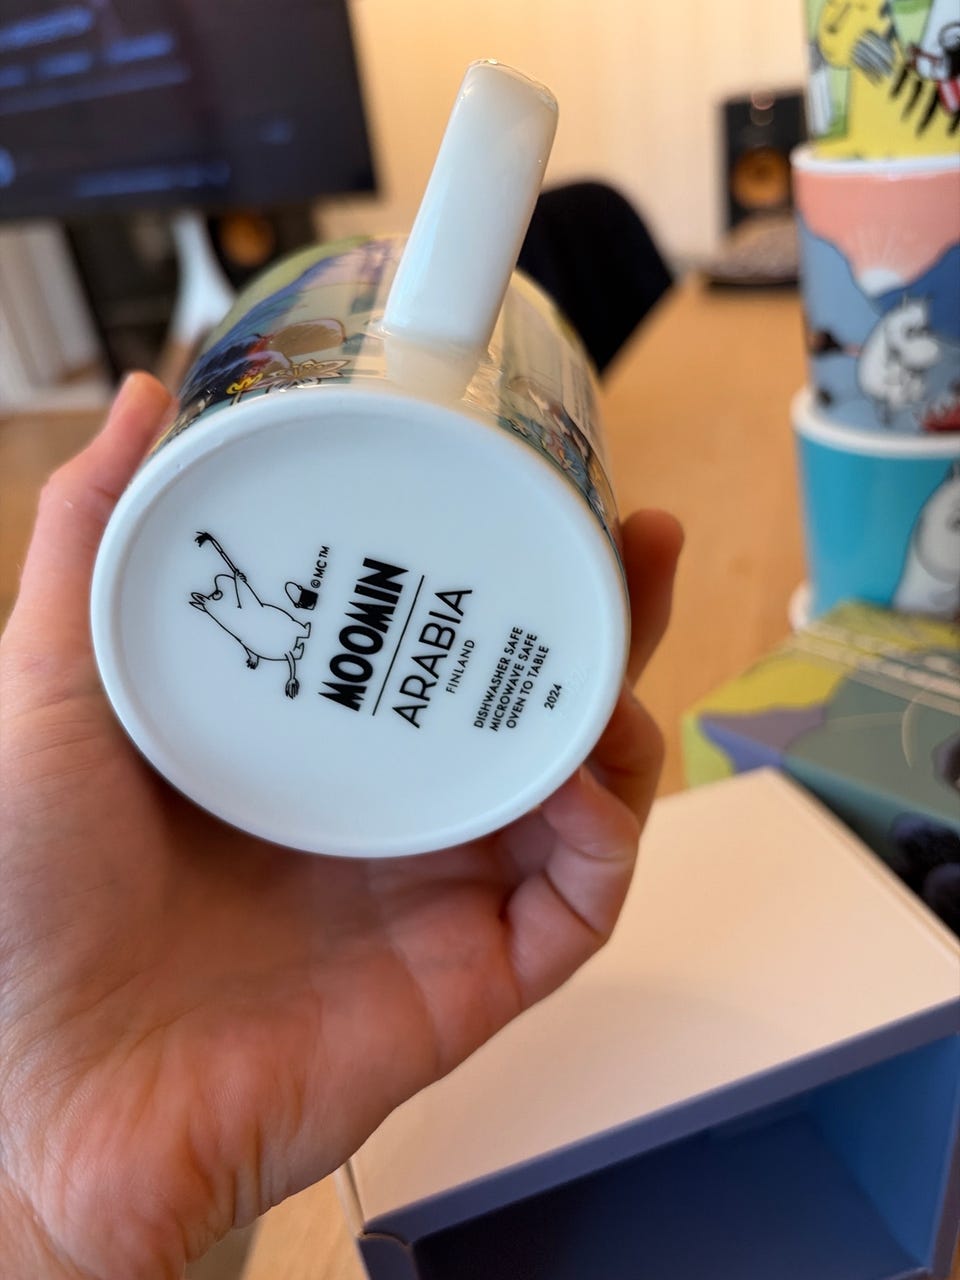 © MC™
MOOMIN
ARABIA
FINLAND
DISHWASHER SAFE
MICROWAVE SAFE
OVEN TO TABLE
2024